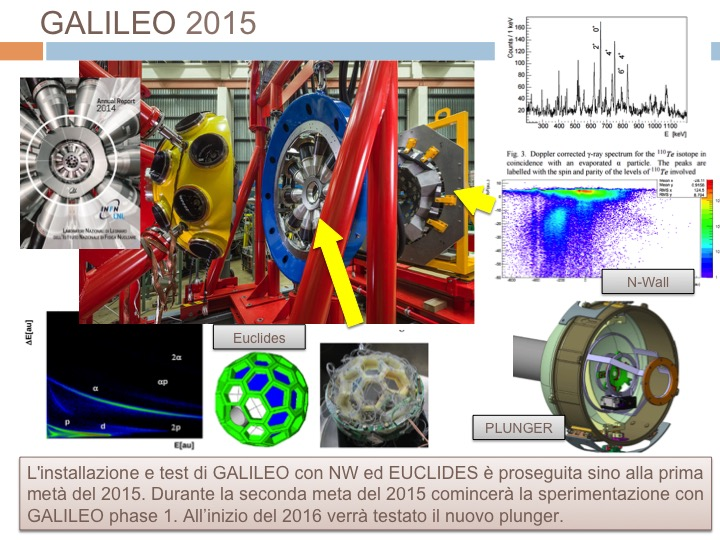 GALILEO 2015
Annual Report
2014
INFN
LNL
LABORATORI NAZIONALI DI LEGNARO
DELL'ISTITUTO NAZIONALE DI FISICA NUCLEARE
Counts / 1 keV
160
140
120
100
80
60
40
20
2⁺ 0⁺
4⁺
6⁺ 4⁺
300 400 500 600 700 800 900 1000 1100
E [keV]
Fig. 3. Doppler corrected γ-ray spectrum for the ¹¹⁰Te isotope in
coincidence with an evaporated α particle. The peaks are
labelled with the spin and parity of the levels of ¹¹⁰Te involved
N-Wall
ΔE[au]
2α
α
αp
p
d
2p
E[au]
Euclides
PLUNGER
L'installazione e test di GALILEO con NW ed EUCLIDES è proseguita sino alla prima
metà del 2015. Durante la seconda meta del 2015 comincerà la sperimentazione con
GALILEO phase 1. All’inizio del 2016 verrà testato il nuovo plunger.